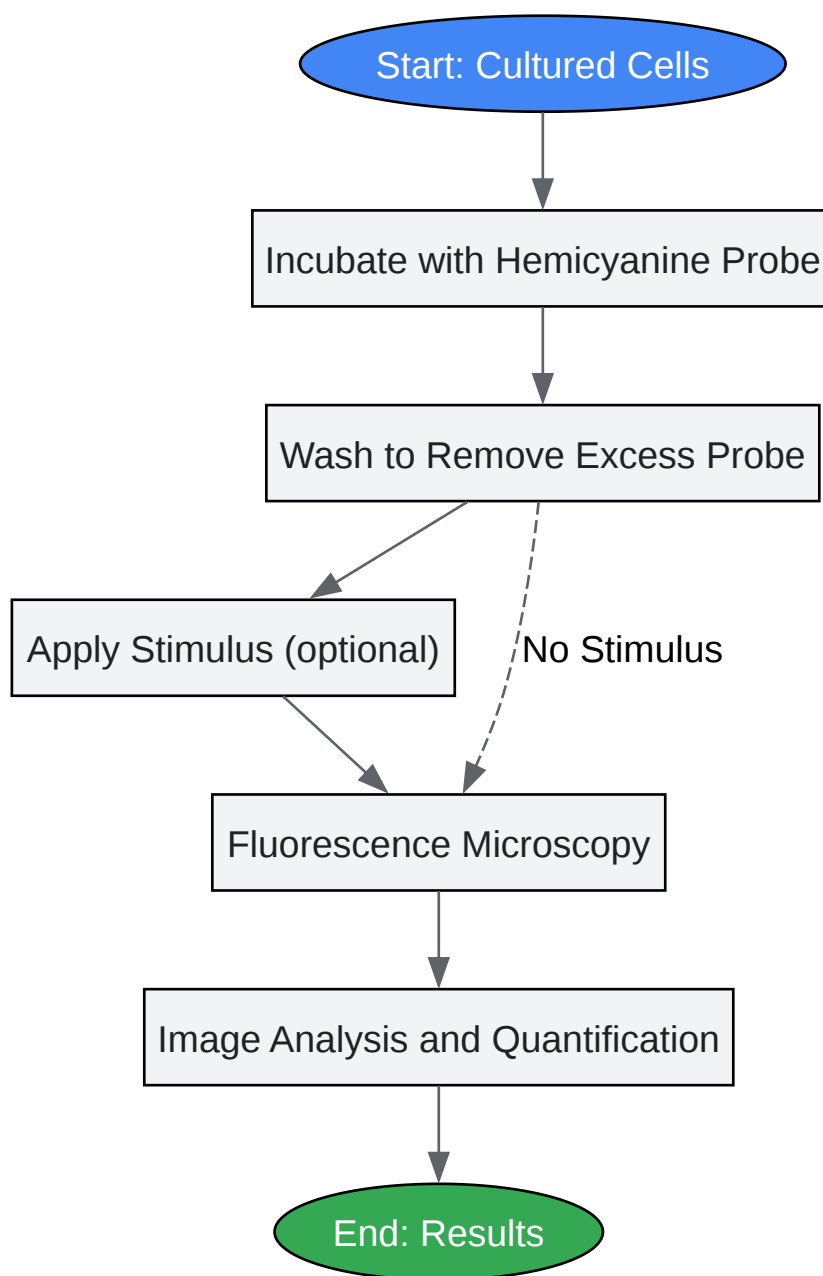 Start: Cultured Cells
Incubate with Hemicyanine Probe
Wash to Remove Excess Probe
Apply Stimulus (optional)
No Stimulus
Fluorescence Microscopy
Image Analysis and Quantification
End: Results